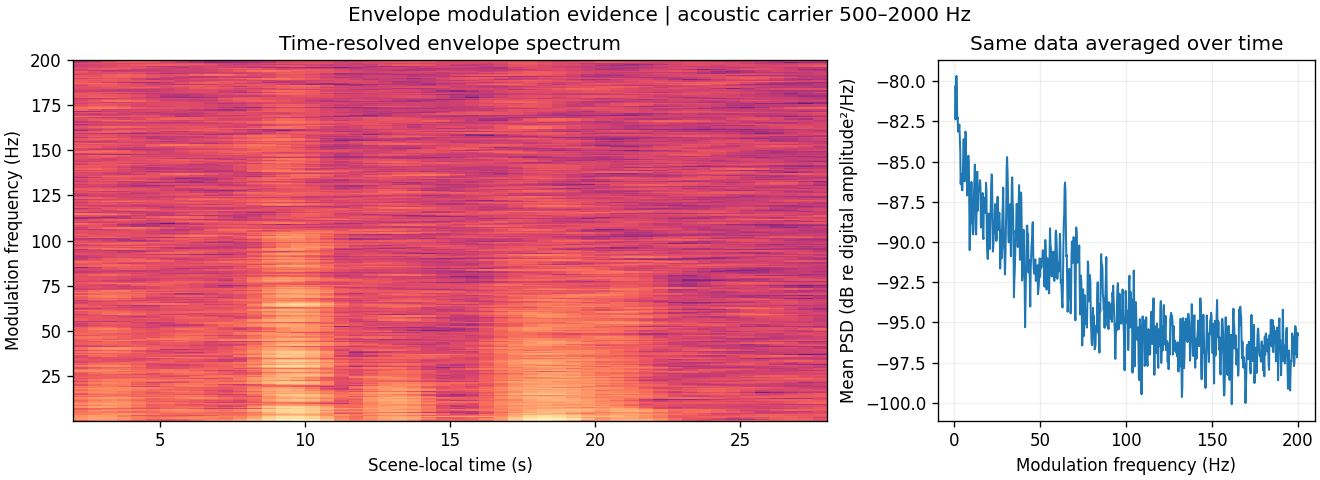 Envelope modulation evidence | acoustic carrier 500–2000 Hz
Time-resolved envelope spectrum
200
175
150
125
100
75
50
25
Modulation frequency (Hz)
5 10 15 20 25
Scene-local time (s)
Same data averaged over time
−80.0
−82.5
−85.0
−87.5
−90.0
−92.5
−95.0
−97.5
−100.0
Mean PSD (dB re digital amplitude²/Hz)
0 50 100 150 200
Modulation frequency (Hz)